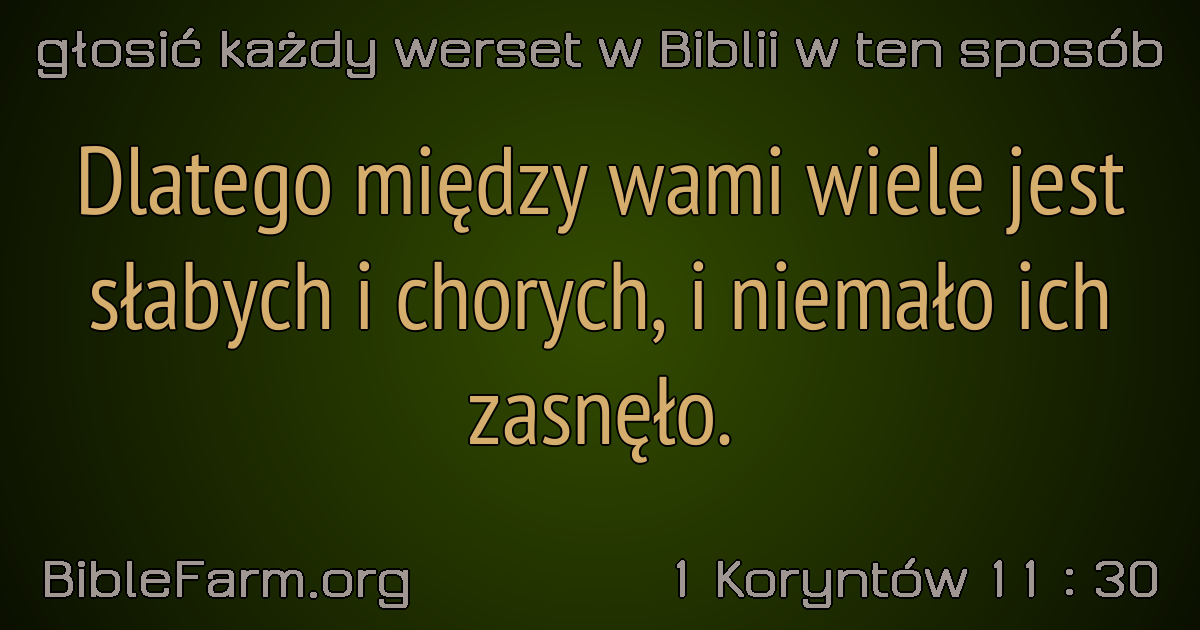 głosić każdy werset w Biblii w ten sposób
Dlatego między wami wiele jest
słabych i chorych, i niemało ich
zasnęło.
BibleFarm.org
1 Koryntów 11 : 30